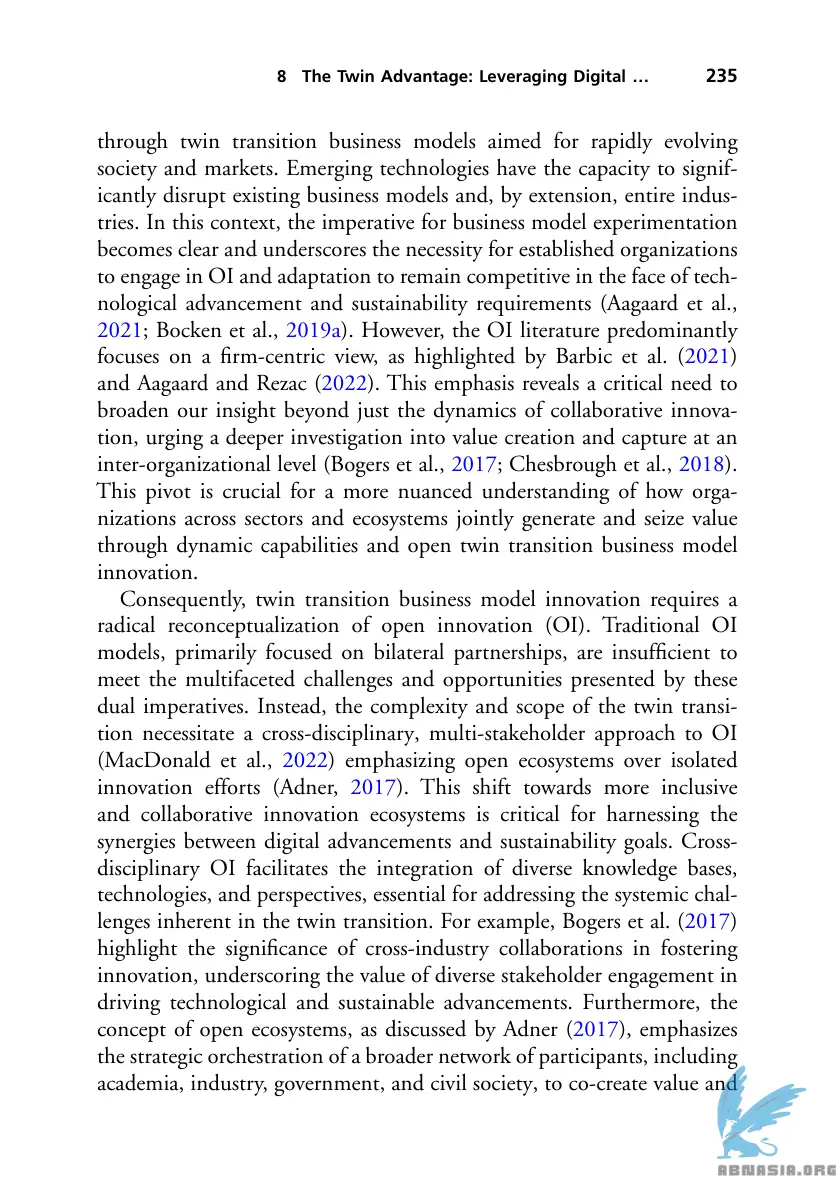 8 The Twin Advantage: Leveraging Digital … 235
through twin transition business models aimed for rapidly evolving
society and markets. Emerging technologies have the capacity to signif-
icantly disrupt existing business models and, by extension, entire indus-
tries. In this context, the imperative for business model experimentation
becomes clear and underscores the necessity for established organizations
to engage in OI and adaptation to remain competitive in the face of tech-
nological advancement and sustainability requirements (Aagaard et al.,
2021; Bocken et al., 2019a). However, the OI literature predominantly
focuses on a firm-centric view, as highlighted by Barbic et al. (2021)
and Aagaard and Rezac (2022). This emphasis reveals a critical need to
broaden our insight beyond just the dynamics of collaborative innova-
tion, urging a deeper investigation into value creation and capture at an
inter-organizational level (Bogers et al., 2017; Chesbrough et al., 2018).
This pivot is crucial for a more nuanced understanding of how orga-
nizations across sectors and ecosystems jointly generate and seize value
through dynamic capabilities and open twin transition business model
innovation.
Consequently, twin transition business model innovation requires a
radical reconceptualization of open innovation (OI). Traditional OI
models, primarily focused on bilateral partnerships, are insufficient to
meet the multifaceted challenges and opportunities presented by these
dual imperatives. Instead, the complexity and scope of the twin transi-
tion necessitate a cross-disciplinary, multi-stakeholder approach to OI
(MacDonald et al., 2022) emphasizing open ecosystems over isolated
innovation efforts (Adner, 2017). This shift towards more inclusive
and collaborative innovation ecosystems is critical for harnessing the
synergies between digital advancements and sustainability goals. Cross-
disciplinary OI facilitates the integration of diverse knowledge bases,
technologies, and perspectives, essential for addressing the systemic chal-
lenges inherent in the twin transition. For example, Bogers et al. (2017)
highlight the significance of cross-industry collaborations in fostering
innovation, underscoring the value of diverse stakeholder engagement in
driving technological and sustainable advancements. Furthermore, the
concept of open ecosystems, as discussed by Adner (2017), emphasizes
the strategic orchestration of a broader network of participants, including
academia, industry, government, and civil society, to co-create value and
ABNASIA.ORG